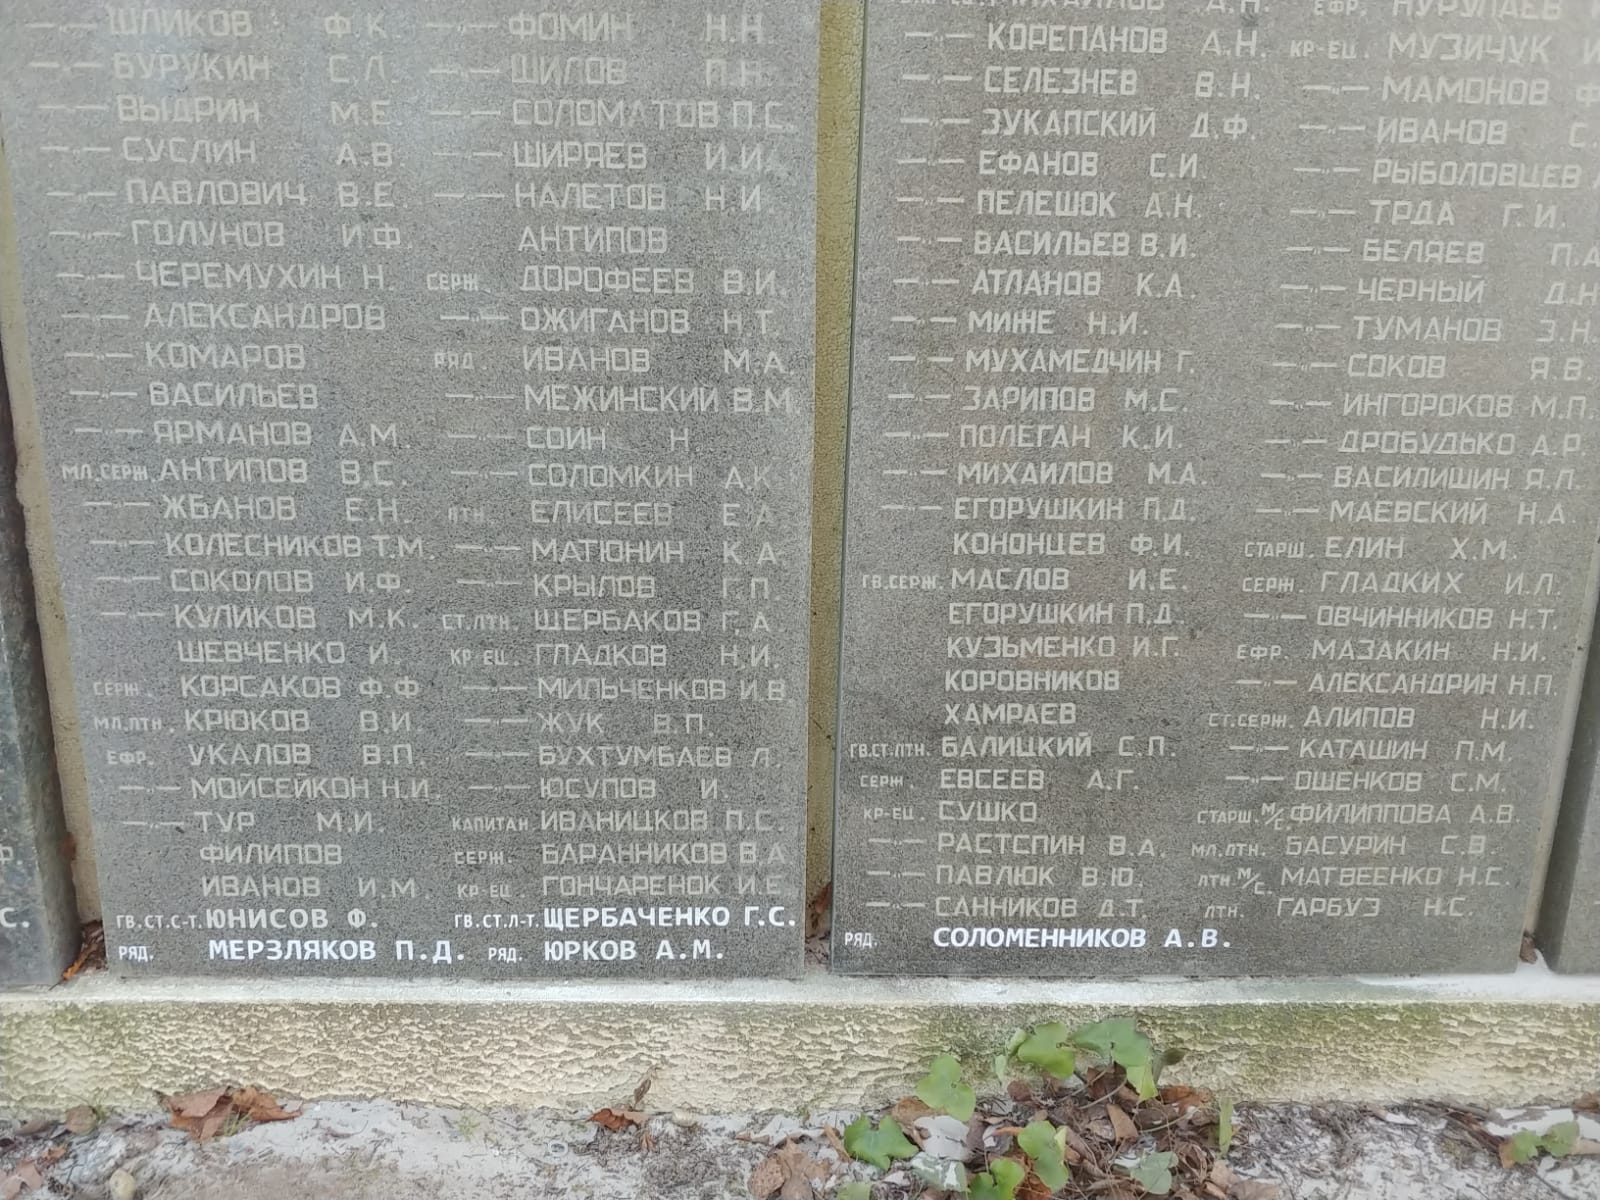 —"— ШЛИКОВ Ф.К.
—"— БУРУКИН С.Л.
—"— ВЫДРИН М.Е.
—"— СУСЛИН А.В.
—"— ПАВЛОВИЧ В.Е.
—"— ГОЛУНОВ И.Ф.
—"— ЧЕРЕМУХИН Н.
—"— АЛЕКСАНДРОВ
—"— КОМАРОВ
—"— ВАСИЛЬЕВ
—"— ЯРМАНОВ А.М.
МЛ.СЕРЖ. АНТИПОВ В.С.
—"— ЖБАНОВ Е.Н.
—"— КОЛЕСНИКОВ Т.М.
—"— СОКОЛОВ И.Ф.
—"— КУЛИКОВ М.К.
ШЕВЧЕНКО И.
СЕРЖ. КОРСАКОВ Ф.Ф
МЛ.ЛТН. КРЮКОВ В.И.
ЕФР. УКАЛОВ В.П.
—"— МОЙСЕЙКОН Н.И.
—"— ТУР М.И.
ФИЛИПОВ
ИВАНОВ И.М.
ГВ.СТ.С-Т. ЮНИСОВ Ф.
РЯД. МЕРЗЛЯКОВ П.Д.
—"— ФОМИН Н.Н
—"— ШИЛОВ П.Н.
—"— СОЛОМАТОВ П.С.
—"— ШИРЯЕВ И.И.
—"— НАЛЕТОВ Н.И.
АНТИПОВ
СЕРЖ. ДОРОФЕЕВ В.И.
—"— ОЖИГАНОВ Н.Т.
РЯД. ИВАНОВ М.А.
—"— МЕЖИНСКИЙ В.М.
—"— СОИН Н.
—"— СОЛОМКИН А.К.
ЛТН. ЕЛИСЕЕВ Е.А
—"— МАТЮНИН К.А.
—"— КРЫЛОВ Г.П.
СТ.ЛТН. ЩЕРБАКОВ Г.А.
КР-ЕЦ. ГЛАДКОВ Н.И.
—"— МИЛЬЧЕНКОВ И.В
—"— ЖУК В.П.
—"— БУХТУМБАЕВ Л.
—"— ЮСУПОВ И.
КАПИТАН ИВАНИЦКОВ П.С.
СЕРЖ. БАРАННИКОВ В.А
КР-ЕЦ. ГОНЧАРЕНОК И.Е
ГВ.СТ.Л-Т. ЩЕРБАЧЕНКО Г.С.
РЯД. ЮРКОВ А.М.
МИХАЙЛОВ А.Н.
—"— КОРЕПАНОВ А.Н.
—"— СЕЛЕЗНЕВ В.Н.
—"— ЗУКАПСКИЙ Д.Ф.
—"— ЕФАНОВ С.И.
—"— ПЕЛЕШОК А.Н.
—"— ВАСИЛЬЕВ В.И.
—"— АТЛАНОВ К.А.
—"— МИЖЕ Н.И.
—"— МУХАМЕДЧИН Г.
—"— ЗАРИПОВ М.С.
—"— ПОЛЕГАН К.И.
—"— МИХАИЛОВ М.А.
—"— ЕГОРУШКИН П.Д.
КОНОНЦЕВ Ф.И.
ГВ.СЕРЖ. МАСЛОВ И.Е.
ЕГОРУШКИН П.Д.
КУЗЬМЕНКО И.Г.
КОРОВНИКОВ
ХАМРАЕВ
ГВ.СТ.ЛТН. БАЛИЦКИЙ С.П.
СЕРЖ. ЕВСЕЕВ А.Г.
КР-ЕЦ. СУШКО
—"— РАСТСПИН В.А.
—"— ПАВЛЮК В.Ю.
—"— САННИКОВ Д.Т.
РЯД. СОЛОМЕННИКОВ А.В.
ЕФР. НУРУЛАЕВ
КР-ЕЦ. МУЗИЧУК
—"— МАМОНОВ
—"— ИВАНОВ С.
—"— РЫБОЛОВЦЕВ
—"— ТРДА Г.И.
—"— БЕЛЯЕВ П.А
—"— ЧЕРНЫЙ Д.Н
—"— ТУМАНОВ З.Н.
—"— СОКОВ Я.В.
—"— ИНГОРОКОВ М.П.
—"— ДРОБУДЬКО А.Р.
—"— ВАСИЛИШИН Я.Л.
—"— МАЕВСКИЙ Н.А.
СТАРШ. ЕЛИН Х.М.
СЕРЖ. ГЛАДКИХ И.Л.
—"— ОВЧИННИКОВ Н.Т.
ЕФР. МАЗАКИН Н.И.
—"— АЛЕКСАНДРИН Н.П.
СТ.СЕРЖ. АЛИПОВ Н.И.
—"— КАТАШИН П.М.
—"— ОШЕНКОВ С.М.
СТАРШ. М/С. ФИЛИППОВА А.В.
МЛ.ЛТН. БАСУРИН С.В.
ЛТН М/С. МАТВЕЕНКО Н.С.
ЛТН. ГАРБУЗ Н.С.
Ф.
С.